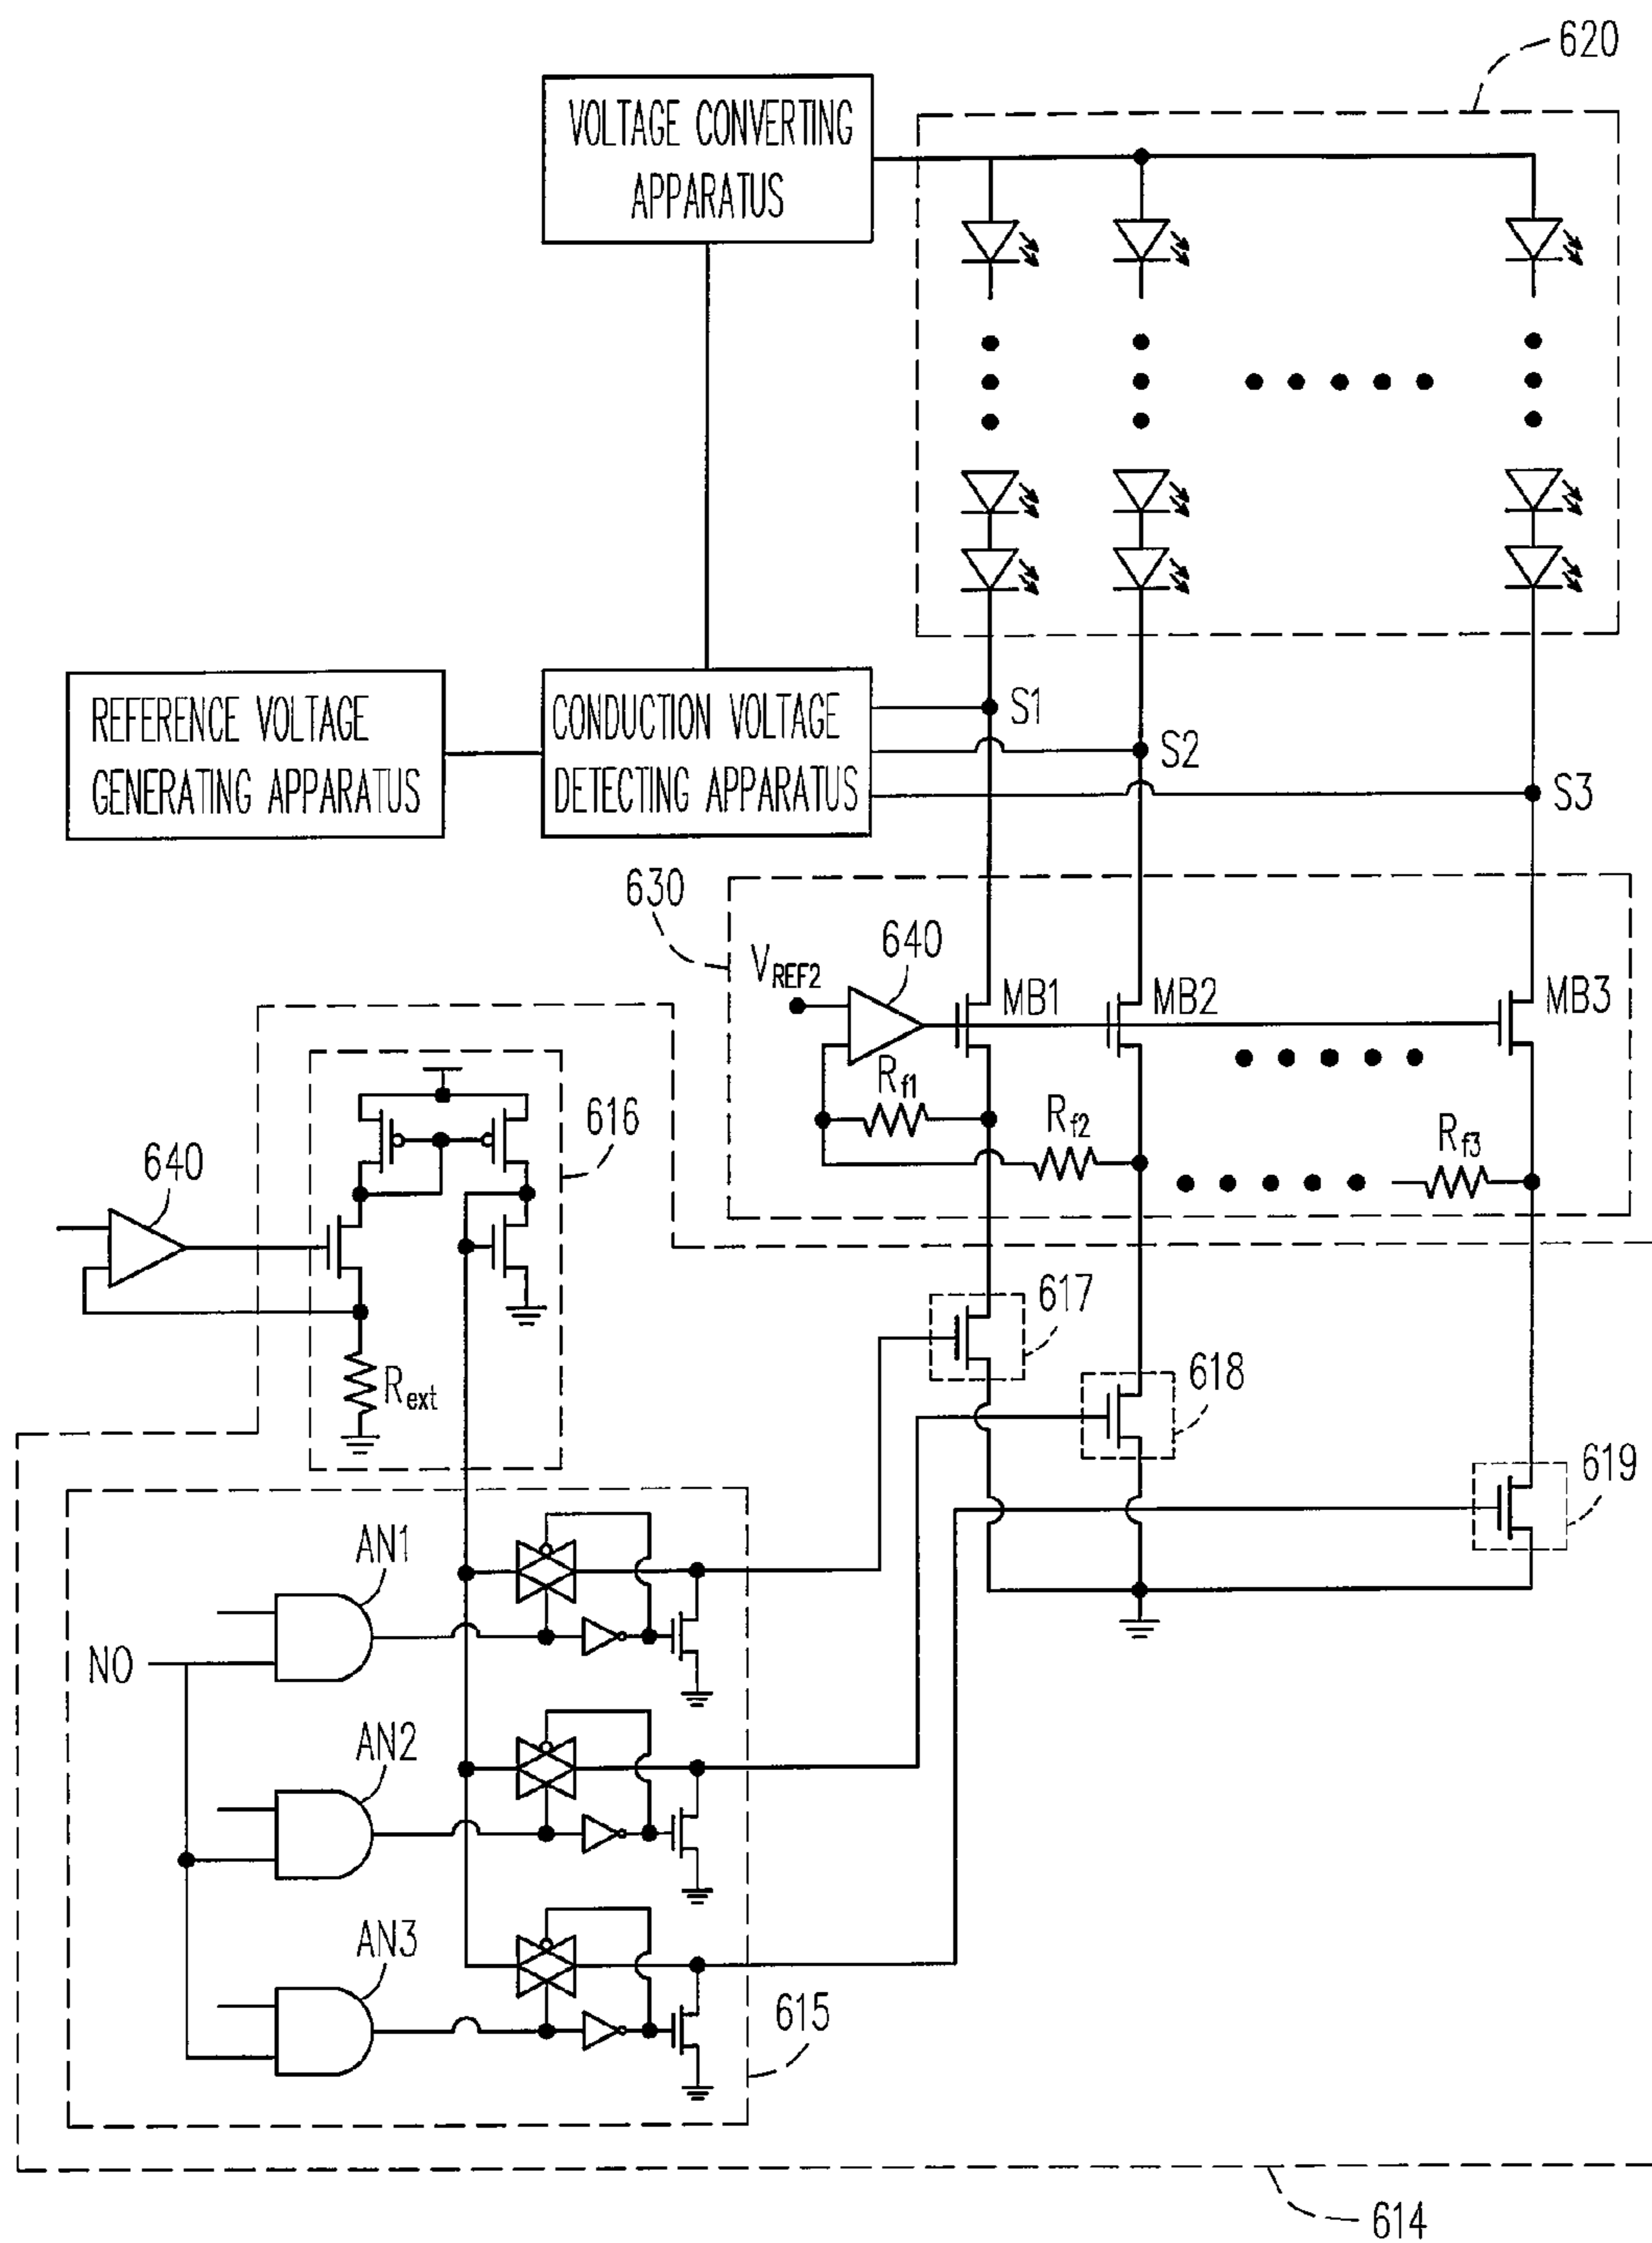 620
VOLTAGE CONVERTING
APPARATUS
REFERENCE VOLTAGE
GENERATING APPARATUS
CONDUCTION VOLTAGE
DETECTING APPARATUS
S1
S2
S3
630
VREF2
640
MB1
MB2
MB3
Rf1
Rf2
Rf3
616
640
Rext
617
618
619
AN1
NO
AN2
AN3
615
614